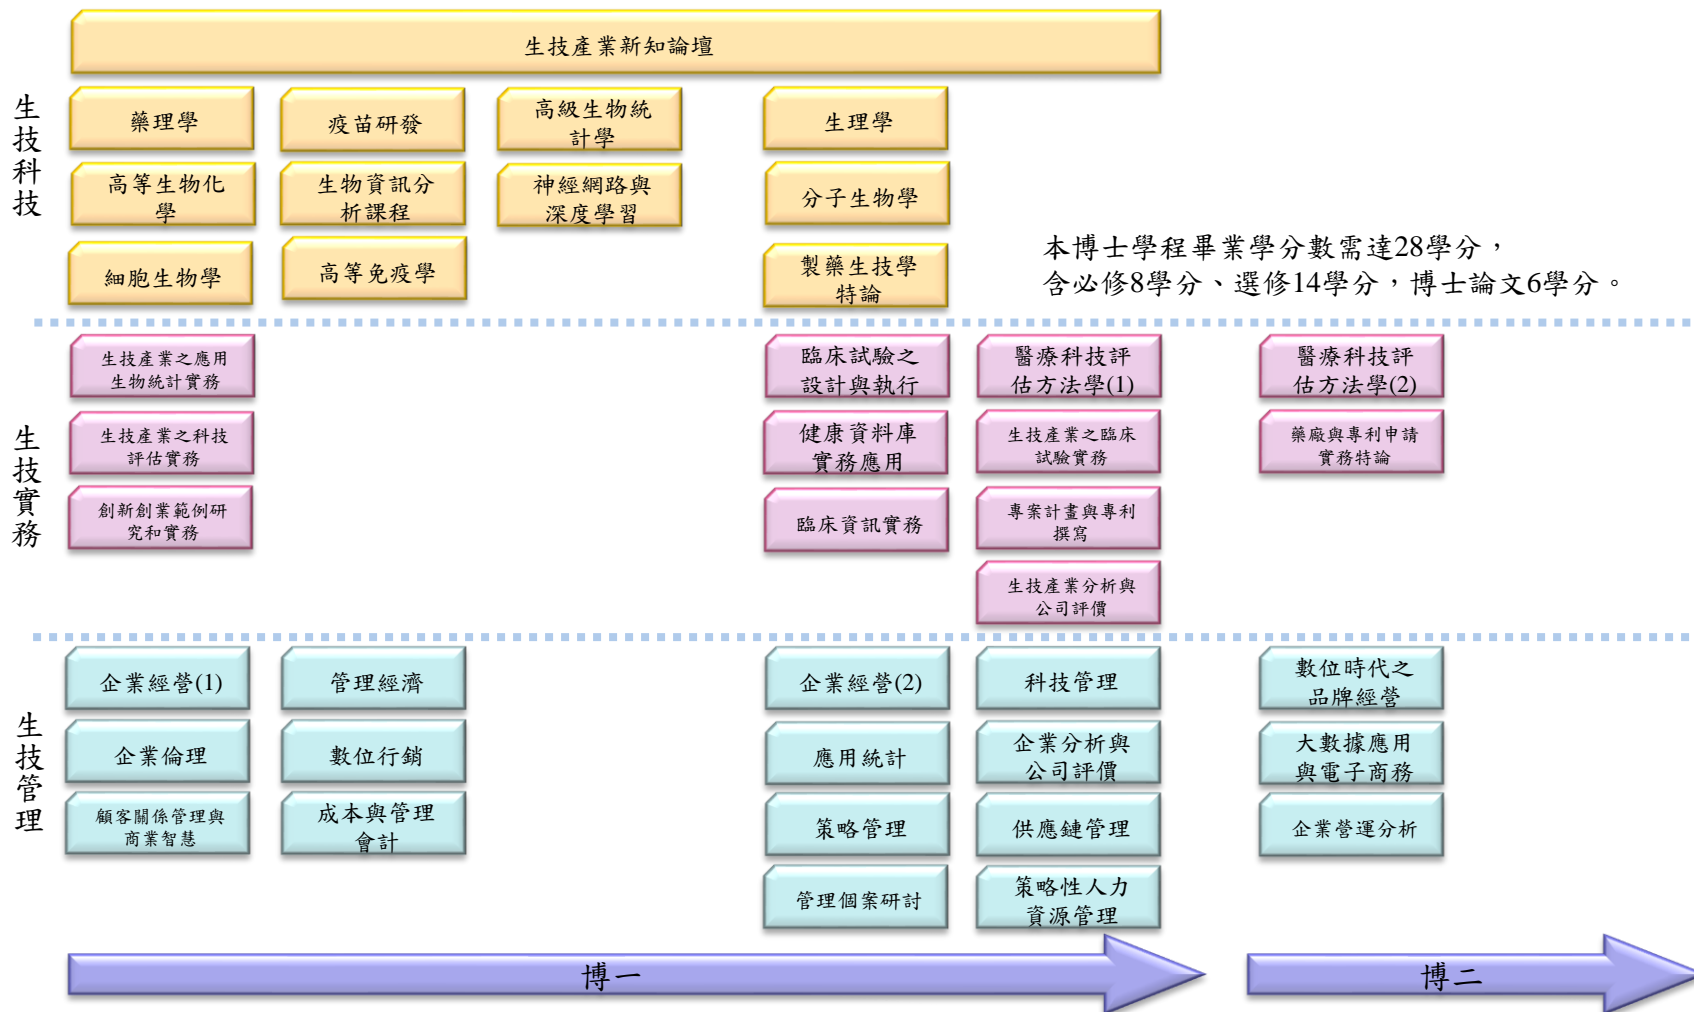 生技產業新知論壇
生技科技
藥理學
疫苗研發
高級生物統
計學
生理學
高等生物化
學
生物資訊分
析課程
神經網路與
深度學習
分子生物學
細胞生物學
高等免疫學
製藥生技學
特論
本博士學程畢業學分數需達28學分，
含必修8學分、選修14學分，博士論文6學分。
生技實務
生技產業之應用
生物統計實務
臨床試驗之
設計與執行
醫療科技評
估方法學(1)
醫療科技評
估方法學(2)
生技產業之科技
評估實務
健康資料庫
實務應用
生技產業之臨床
試驗實務
藥廠與專利申請
實務特論
創新創業範例研
究和實務
臨床資訊實務
專案計畫與專利
撰寫
生技產業分析與
公司評價
生技管理
企業經營(1)
管理經濟
企業經營(2)
科技管理
數位時代之
品牌經營
企業倫理
數位行銷
應用統計
企業分析與
公司評價
大數據應用
與電子商務
顧客關係管理與
商業智慧
成本與管理
會計
策略管理
供應鏈管理
企業營運分析
管理個案研討
策略性人力
資源管理
博一
博二